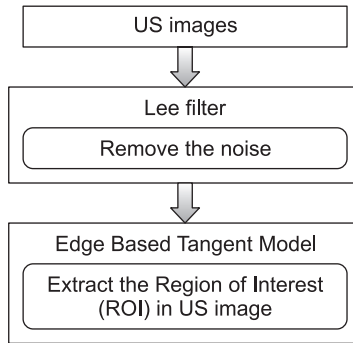 US images
Lee filter
Remove the noise
Edge Based Tangent Model
Extract the Region of Interest
(ROI) in US image